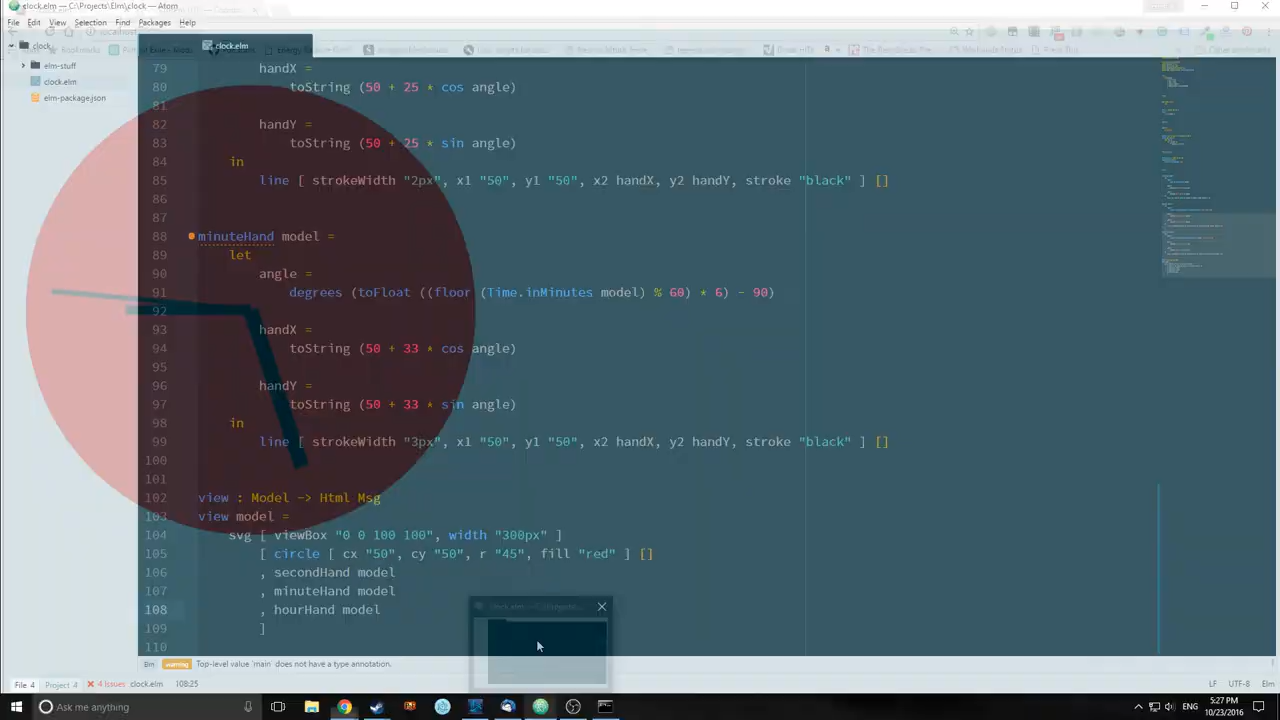 clock.elm — C:\Projects\Elm\clock — Atom
File Edit View Selection Find Packages Help
clock
elm-stuff
clock.elm
elm-package.json
clock.elm
79 handX =
80 toString (50 + 25 * cos angle)
81
82 handY =
83 toString (50 + 25 * sin angle)
84 in
85 line [ strokeWidth "2px", x1 "50", y1 "50", x2 handX, y2 handY, stroke "black" ] []
86
87
88 minuteHand model =
89 let
90 angle =
91 degrees (toFloat ((floor (Time.inMinutes model) % 60) * 6) - 90)
92
93 handX =
94 toString (50 + 33 * cos angle)
95
96 handY =
97 toString (50 + 33 * sin angle)
98 in
99 line [ strokeWidth "3px", x1 "50", y1 "50", x2 handX, y2 handY, stroke "black" ] []
100
101
102 view : Model -> Html Msg
103 view model =
104 svg [ viewBox "0 0 100 100", width "300px" ]
105 [ circle [ cx "50", cy "50", r "45", fill "red" ] []
106 , secondHand model
107 , minuteHand model
108 , hourHand model
109 ]
110
Elm warning Top-level value 'main' does not have a type annotation.
File 4 Project 4 4 Issues clock.elm 108:25 LF UTF-8 Elm
Ask me anything
ENG
5:27 PM
10/23/2016